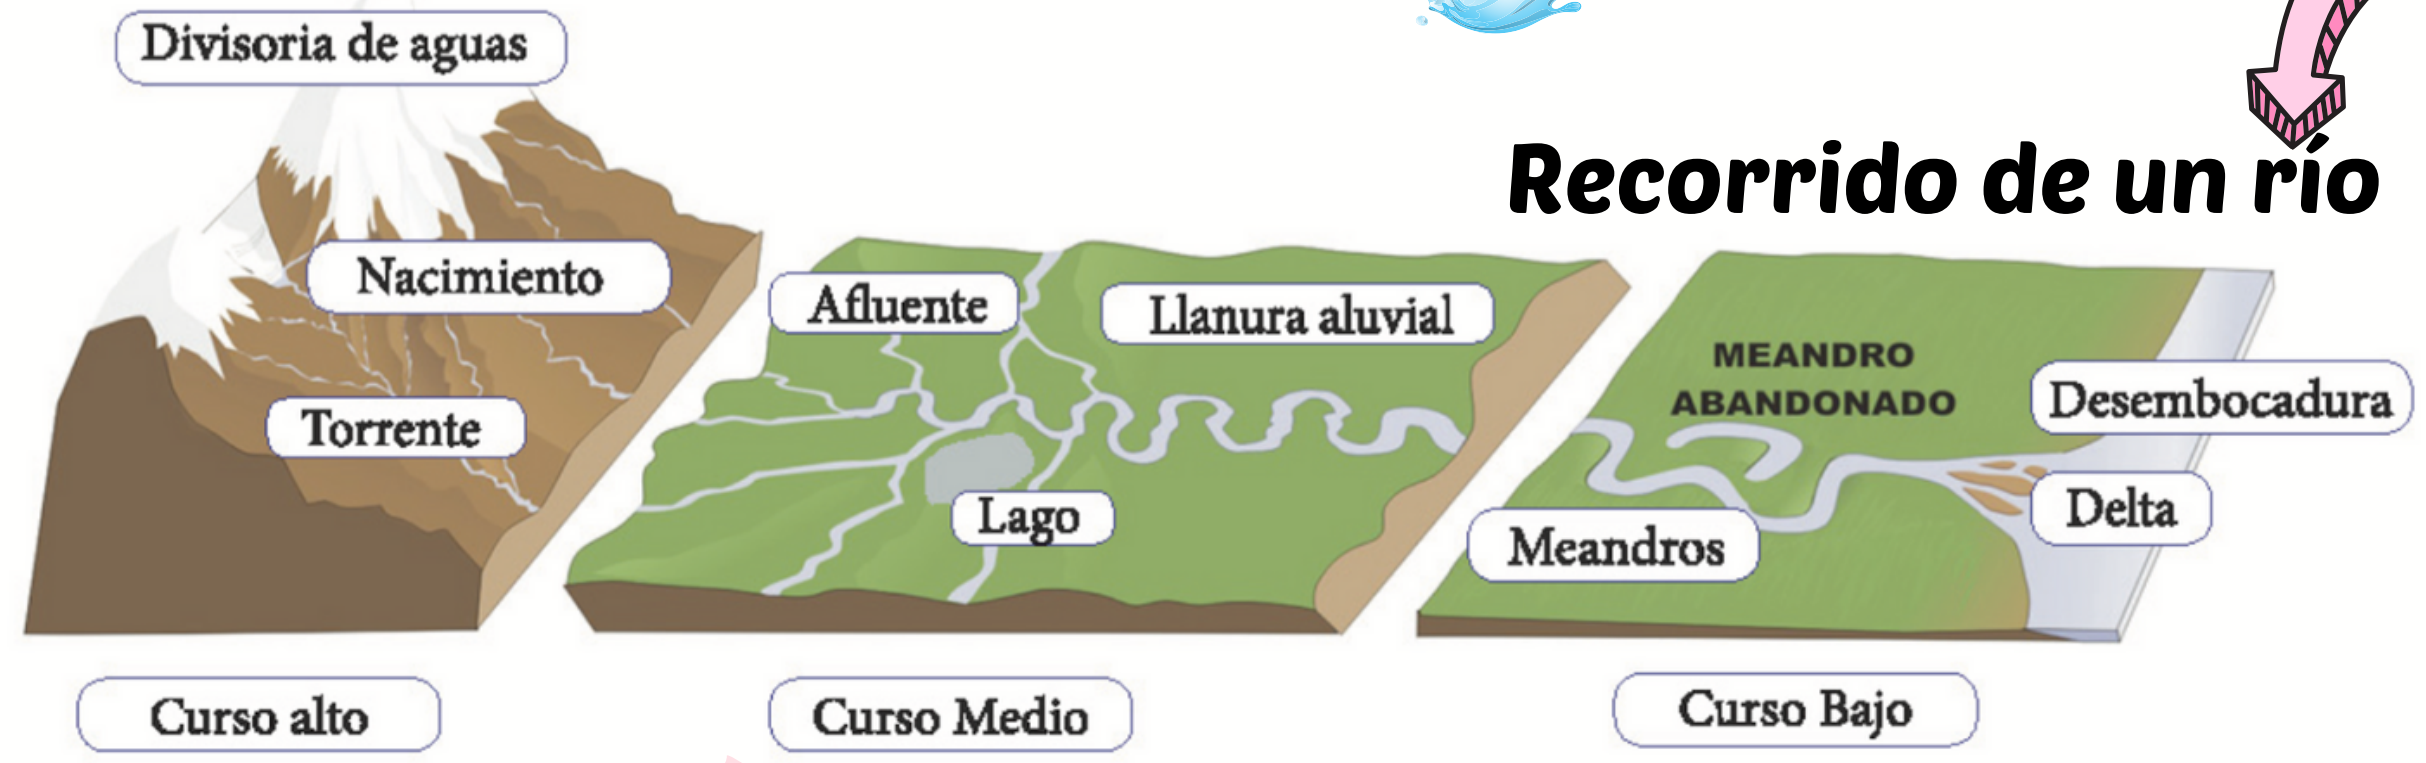 Divisoria de aguas
Recorrido de un río
Nacimiento
Torrente
Afluente
Llanura aluvial
Lago
MEANDRO
ABANDONADO
Desembocadura
Delta
Meandros
Curso alto
Curso Medio
Curso Bajo